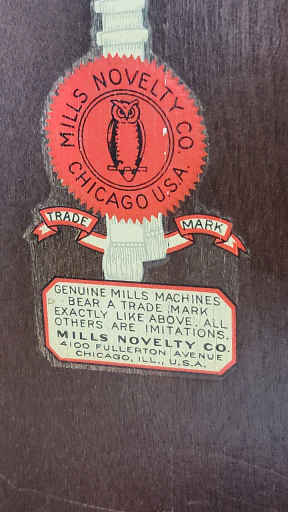 MILLS NOVELTY CO.
CHICAGO U.S.A.
TRADE MARK
GENUINE MILLS MACHINES
BEAR A TRADE MARK
EXACTLY LIKE ABOVE. ALL
OTHERS ARE IMITATIONS.
MILLS NOVELTY CO.
4100 FULLERTON AVENUE
CHICAGO, ILL., U.S.A.